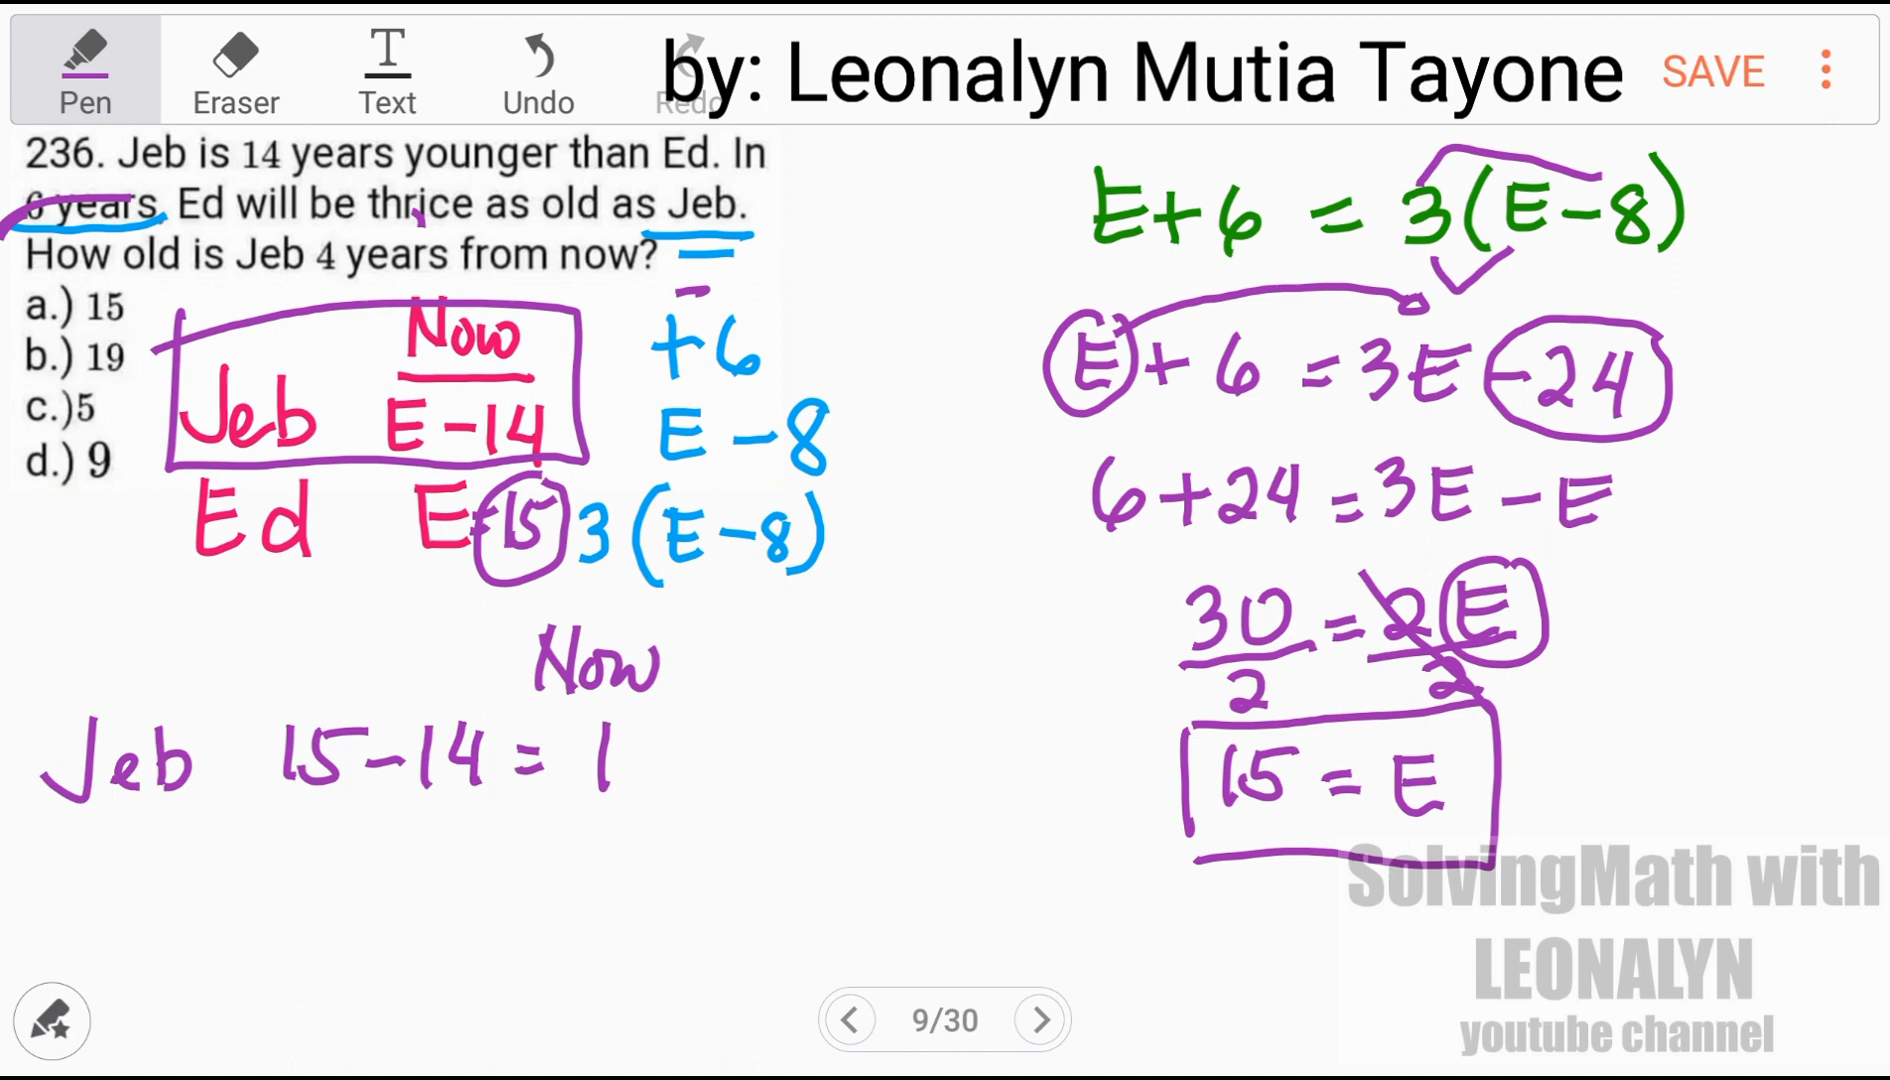 Pen
Eraser
Text
Undo
Redo
by: Leonalyn Mutia Tayone
SAVE
236. Jeb is 14 years younger than Ed. In
6 years, Ed will be thrice as old as Jeb.
How old is Jeb 4 years from now?
a.) 15
b.) 19
c.)5
d.) 9
Now +6
Jeb E-14 E-8
Ed E=15 3(E-8)
Now
Jeb 15-14=1
E+6 = 3(E-8)
E+6 = 3E-24
6+24=3E-E
30/2 = 2E/2
15 = E
SolvingMath with
LEONALYN
youtube channel
9/30